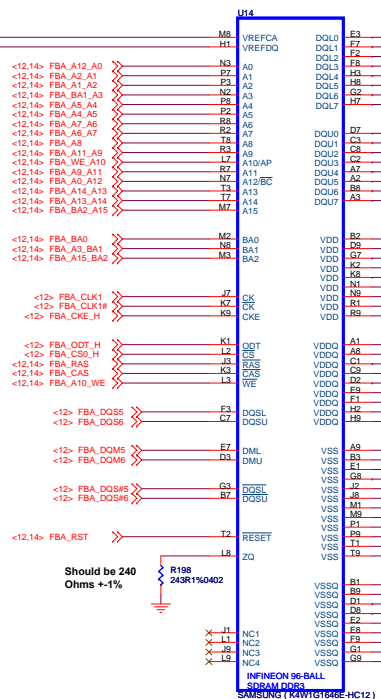 U14
M8 VREFCA DQL0 E3
H1 VREFDQ DQL1 F7
DQL2 F2
<12,14> FBA_A12_A0 N3 A0 DQL3 F8
<12,14> FBA_A2_A1 P7 A1 DQL4 H3
<12,14> FBA_A1_A2 P3 A2 DQL5 H8
<12,14> FBA_BA1_A3 N2 A3 DQL6 G2
<12,14> FBA_A5_A4 P8 A4 DQL7 H7
<12,14> FBA_A4_A5 P2 A5
<12,14> FBA_A7_A6 R8 A6
<12,14> FBA_A6_A7 R2 A7 DQU0 D7
<12,14> FBA_A8 T8 A8 DQU1 C3
<12,14> FBA_A11_A9 R3 A9 DQU2 C8
<12,14> FBA_WE_A10 L7 A10/AP DQU3 C2
<12,14> FBA_A9_A11 R7 A11 DQU4 A7
<12,14> FBA_A0_A12 N7 A12/BC DQU5 A2
<12,14> FBA_A14_A13 T3 A13 DQU6 B8
<12,14> FBA_A13_A14 T7 A14 DQU7 A3
<12,14> FBA_BA2_A15 M7 A15
<12,14> FBA_BA0 M2 BA0 VDD B2
<12,14> FBA_A3_BA1 N8 BA1 VDD D9
<12,14> FBA_A15_BA2 M3 BA2 VDD G7
VDD K2
VDD K8
VDD N1
<12> FBA_CLK1 J7 CK VDD N9
<12> FBA_CLK1# K7 CK VDD R1
<12> FBA_CKE_H K9 CKE VDD R9
<12> FBA_ODT_H K1 ODT VDDQ A1
<12> FBA_CS0_H L2 CS VDDQ A8
<12> FBA_RAS J3 RAS VDDQ C1
<12> FBA_CAS K3 CAS VDDQ C9
<12> FBA_A10_WE L3 WE VDDQ D2
VDDQ E9
VDDQ F1
<12> FBA_DQS5 F3 DQSL VDDQ H2
<12> FBA_DQS6 C7 DQSU VDDQ H9
<12> FBA_DQM5 E7 DML VSS A9
<12> FBA_DQM6 D3 DMU VSS B3
VSS E1
VSS G8
<12> FBA_DQS#5 G3 DQSL VSS J2
<12> FBA_DQS#6 B7 DQSU VSS J8
VSS M1
VSS M9
VSS P1
<12,14> FBA_RST T2 RESET VSS P9
VSS T1
L8 ZQ VSS T9
Should be 240
Ohms +-1%
R198
243R1%0402
VSSQ B1
VSSQ B9
VSSQ D1
VSSQ D8
VSSQ E2
J1 NC1 VSSQ E8
L1 NC2 VSSQ F9
J9 NC3 VSSQ G1
L9 NC4 VSSQ G9
INFINEON 96-BALL
SDRAM DDR3
SAMSUNG ( K4W1G1646E-HC12 )